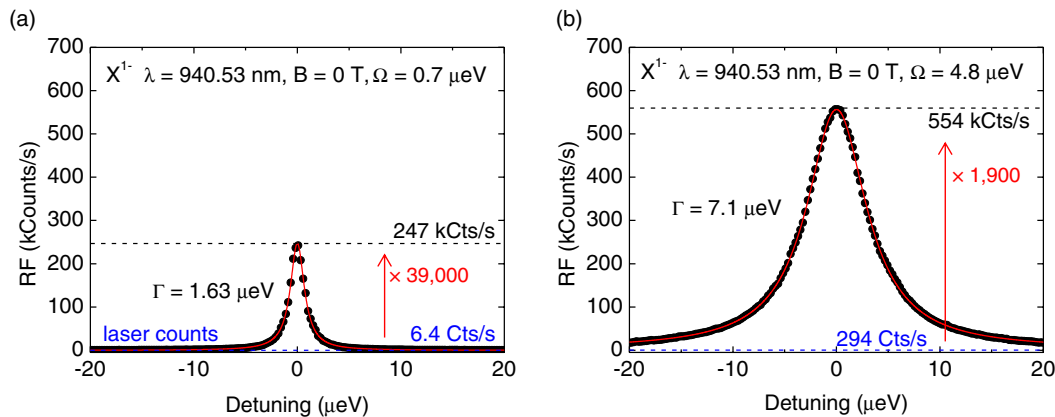 (a)
700
600
500
400
300
200
100
0
RF (kCounts/s)
X¹⁻ λ = 940.53 nm, B = 0 T, Ω = 0.7 μeV
247 kCts/s
× 39,000
Γ = 1.63 μeV
laser counts
6.4 Cts/s
-20 -10 0 10 20
Detuning (μeV)
(b)
700
600
500
400
300
200
100
0
RF (kCounts/s)
X¹⁻ λ = 940.53 nm, B = 0 T, Ω = 4.8 μeV
554 kCts/s
× 1,900
Γ = 7.1 μeV
294 Cts/s
-20 -10 0 10 20
Detuning (μeV)